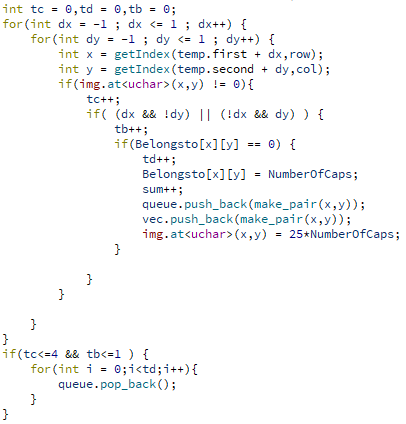 int tc = 0,td = 0,tb = 0;
for(int dx = -1 ; dx <= 1 ; dx++) {
    for(int dy = -1 ; dy <= 1 ; dy++) {
        int x = getIndex(temp.first + dx,row);
        int y = getIndex(temp.second + dy,col);
        if(img.at<uchar>(x,y) != 0){
            tc++;
            if( (dx && !dy) || (!dx && dy) ) {
                tb++;
                if(Belongsto[x][y] == 0) {
                    td++;
                    Belongsto[x][y] = NumberOfCaps;
                    sum++;
                    queue.push_back(make_pair(x,y));
                    vec.push_back(make_pair(x,y));
                    img.at<uchar>(x,y) = 25*NumberOfCaps;
                }

            }
        }

    }
}
if(tc<=4 && tb<=1 ) {
    for(int i = 0;i<td;i++){
        queue.pop_back();
    }
}